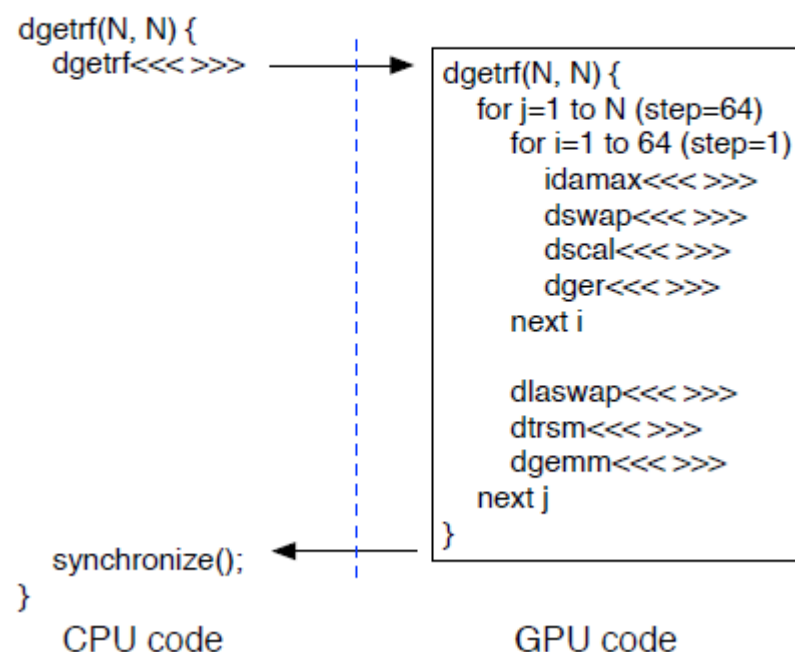 dgetrf(N, N) {
dgetrf<<< >>>
synchronize();
}
CPU code
dgetrf(N, N) {
for j=1 to N (step=64)
for i=1 to 64 (step=1)
idamax<<< >>>
dswap<<< >>>
dscal<<< >>>
dger<<< >>>
next i
dlaswap<<< >>>
dtrsm<<< >>>
dgemm<<< >>>
next j
}
GPU code